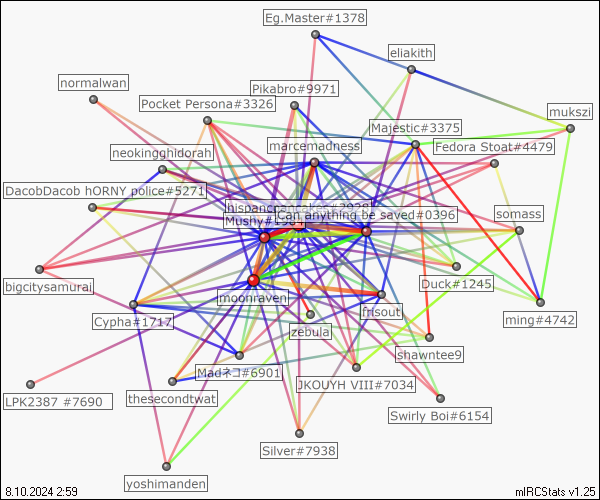 Eg.Master#1378
eliakith
normalwan
Pikabro#9971
Pocket Persona#3326
mukszi
Majestic#3375
marcemadness
Fedora Stoat#4479
neokingghidorah
DacobDacob hORNY police#5271
hispanicpancakes#3928
Can anything be saved#0396
Mushy#1984
somass
bigcitysamurai
Duck#1245
moonraven
frisout
ming#4742
Cypha#1717
zebula
shawntee9
Madネコ#6901
JKOUYH VIII#7034
LPK2387 #7690
thesecondtwat
Swirly Boi#6154
Silver#7938
yoshimanden
8.10.2024 2:59
mIRCStats v1.25